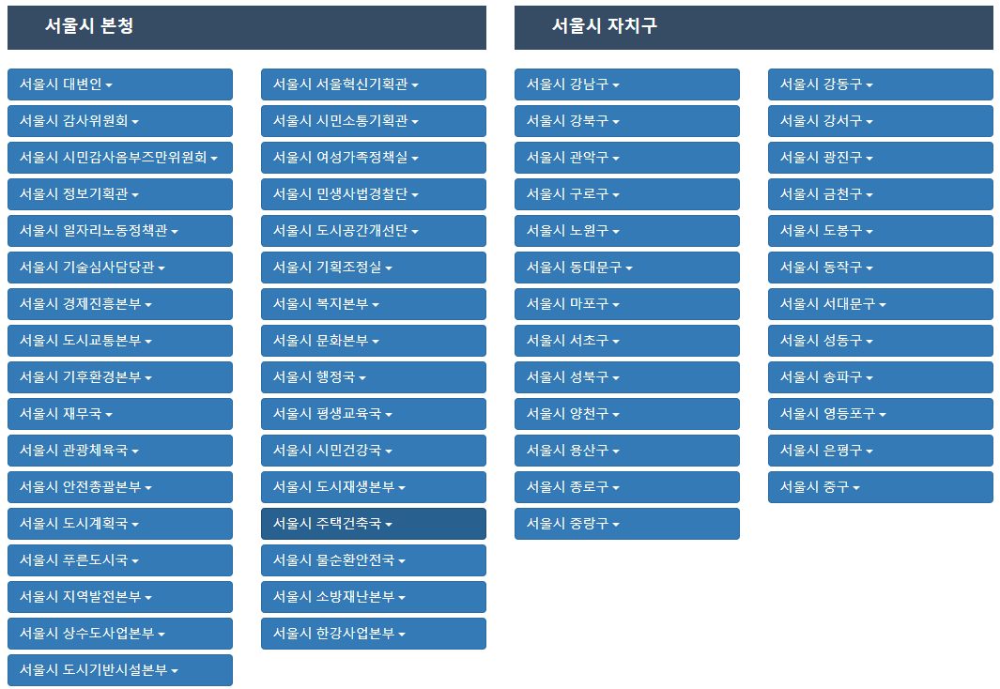 서울시 본청
서울시 대변인
서울시 서울혁신기획관
서울시 감사위원회
서울시 시민소통기획관
서울시 시민감사옴부즈만위원회
서울시 여성가족정책실
서울시 정보기획관
서울시 민생사법경찰단
서울시 일자리노동정책관
서울시 도시공간개선단
서울시 기술심사담당관
서울시 기획조정실
서울시 경제진흥본부
서울시 복지본부
서울시 도시교통본부
서울시 문화본부
서울시 기후환경본부
서울시 행정국
서울시 재무국
서울시 평생교육국
서울시 관광체육국
서울시 시민건강국
서울시 안전총괄본부
서울시 도시재생본부
서울시 도시계획국
서울시 주택건축국
서울시 푸른도시국
서울시 물순환안전국
서울시 지역발전본부
서울시 소방재난본부
서울시 상수도사업본부
서울시 한강사업본부
서울시 도시기반시설본부
서울시 자치구
서울시 강남구
서울시 강동구
서울시 강북구
서울시 강서구
서울시 관악구
서울시 광진구
서울시 구로구
서울시 금천구
서울시 노원구
서울시 도봉구
서울시 동대문구
서울시 동작구
서울시 마포구
서울시 서대문구
서울시 서초구
서울시 성동구
서울시 성북구
서울시 송파구
서울시 양천구
서울시 영등포구
서울시 용산구
서울시 은평구
서울시 종로구
서울시 중구
서울시 중랑구